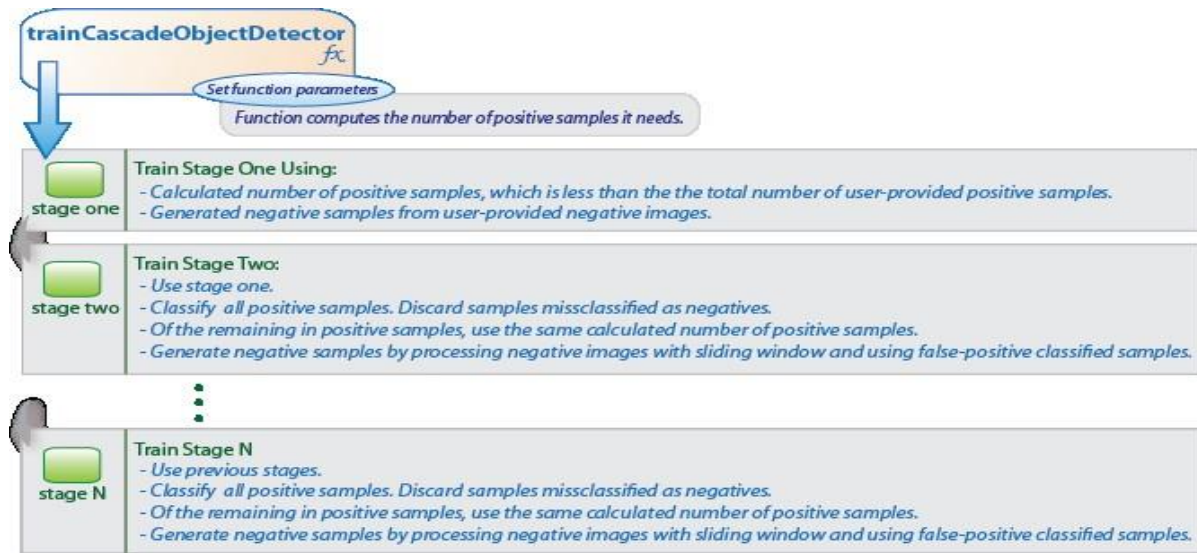 trainCascadeObjectDetector
fx
Set function parameters
Function computes the number of positive samples it needs.
stage one
Train Stage One Using:
- Calculated number of positive samples, which is less than the the total number of user-provided positive samples.
- Generated negative samples from user-provided negative images.
stage two
Train Stage Two:
- Use stage one.
- Classify all positive samples. Discard samples missclassified as negatives.
- Of the remaining in positive samples, use the same calculated number of positive samples.
- Generate negative samples by processing negative images with sliding window and using false-positive classified samples.
stage N
Train Stage N
- Use previous stages.
- Classify all positive samples. Discard samples missclassified as negatives.
- Of the remaining in positive samples, use the same calculated number of positive samples.
- Generate negative samples by processing negative images with sliding window and using false-positive classified samples.